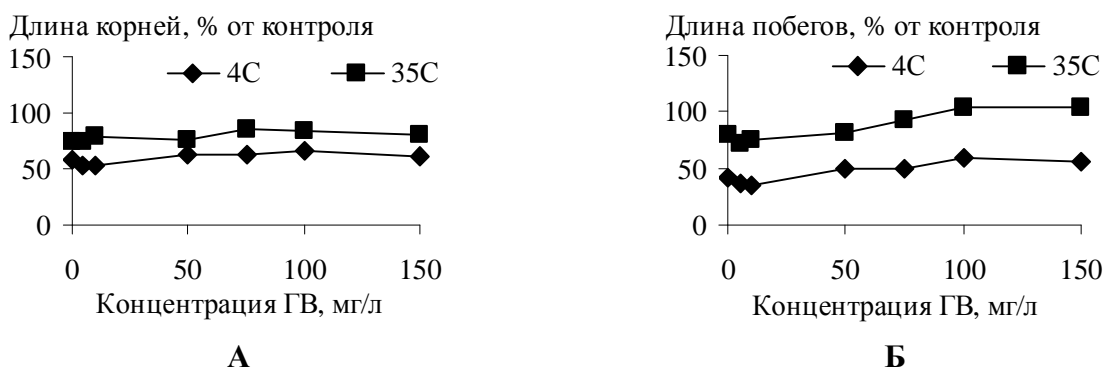 Длина корней, % от контроля
150
4С
35С
100
50
0
0 50 100 150
Концентрация ГВ, мг/л
А
Длина побегов, % от контроля
150
4С
35С
100
50
0
0 50 100 150
Концентрация ГВ, мг/л
Б